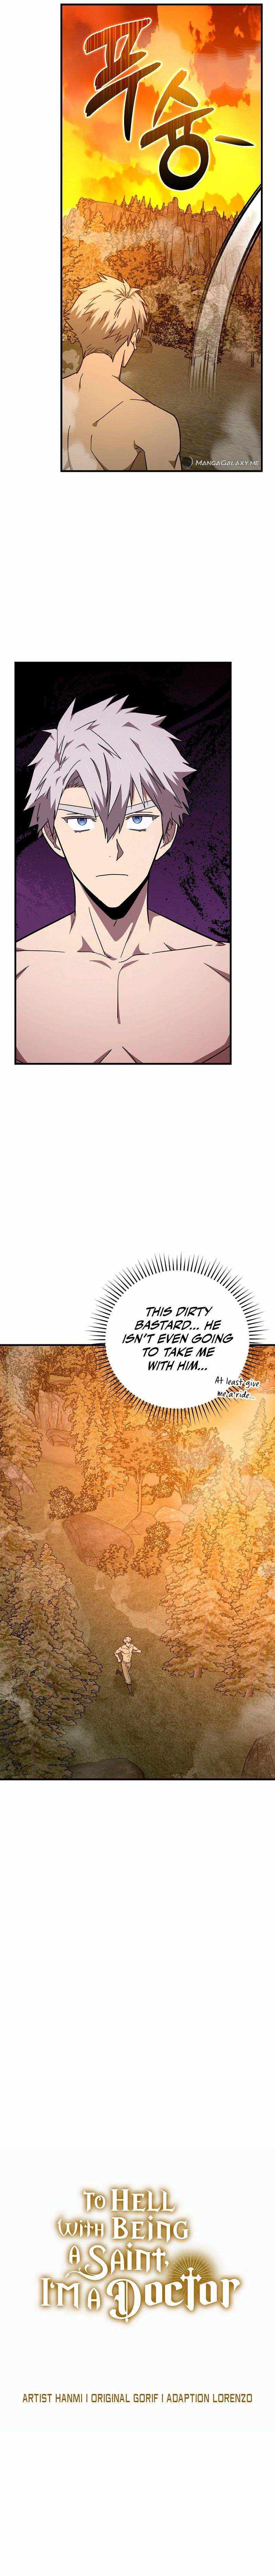 푸슝-
MANGAGALAXY.ME
THIS DIRTY
BASTARD... HE
ISN'T EVEN GOING
TO TAKE ME
WITH HIM...
At least give
me a ride...
TO HELL
WITH BEING
A SAINT,
I'M A DOCTOR
ARTIST HANMI I ORIGINAL GORIF I ADAPTION LORENZO